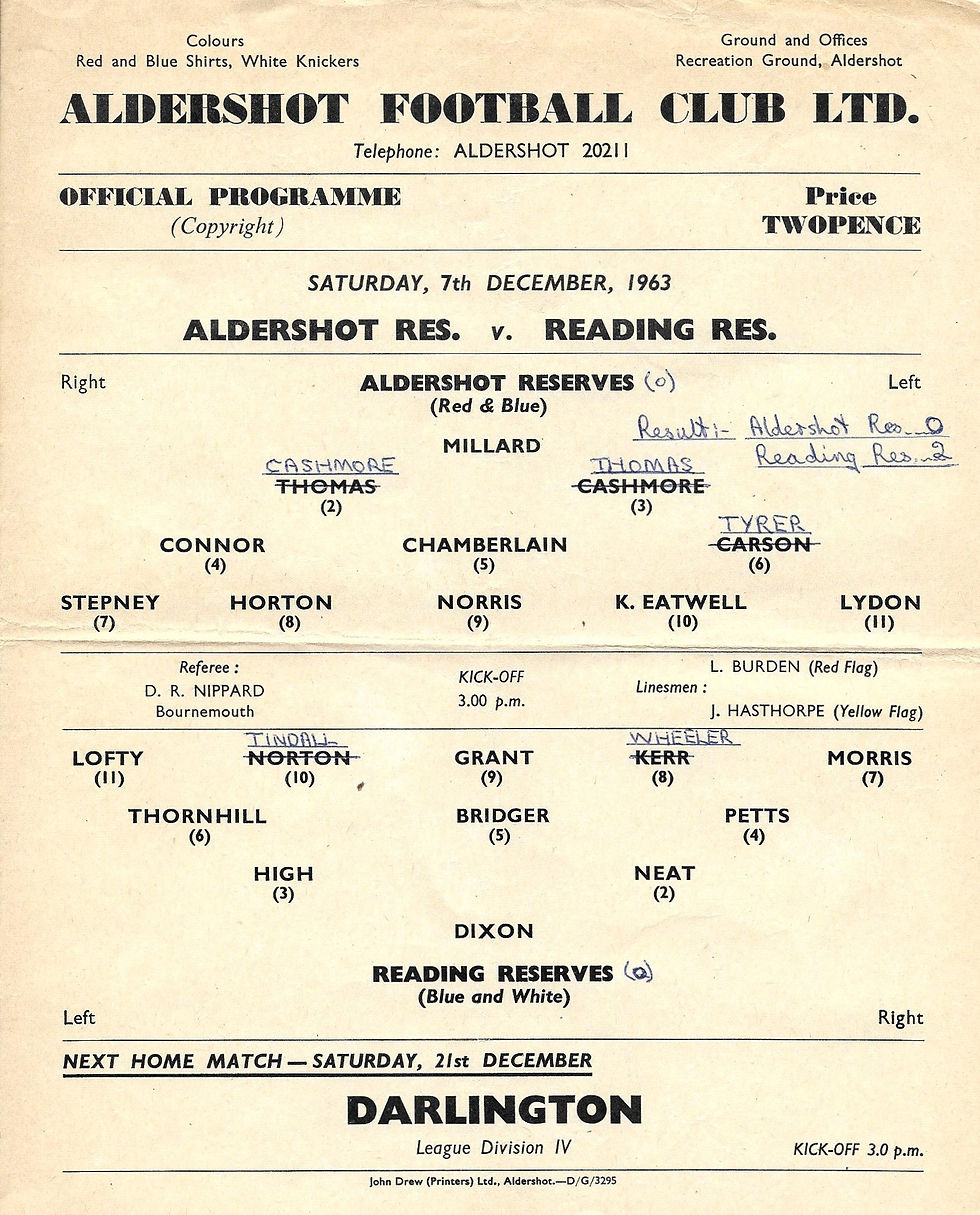 Colours
Red and Blue Shirts, White Knickers
Ground and Offices
Recreation Ground, Aldershot
ALDERSHOT FOOTBALL CLUB LTD.
Telephone: ALDERSHOT 20211
OFFICIAL PROGRAMME
(Copyright)
Price
TWOPENCE
SATURDAY, 7th DECEMBER, 1963
ALDERSHOT RES. v. READING RES.
Right
ALDERSHOT RESERVES (0)
Left
(Red & Blue)
Result:- Aldershot Res...0
MILLARD
Reading Res...2
CASHMORE THOMAS
THOMAS CASHMORE
(2) (3)
TYRER
CONNOR CHAMBERLAIN CARSON
(4) (5) (6)
STEPNEY HORTON NORRIS K. EATWELL LYDON
(7) (8) (9) (10) (11)
Referee :
D. R. NIPPARD
Bournemouth
KICK-OFF
3.00 p.m.
L. BURDEN (Red Flag)
Linesmen :
J. HASTHORPE (Yellow Flag)
TINDALL WHEELER
LOFTY NORTON GRANT KERR MORRIS
(11) (10) (9) (8) (7)
THORNHILL BRIDGER PETTS
(6) (5) (4)
HIGH NEAT
(3) (2)
DIXON
READING RESERVES
(Blue and White)
Left Right
NEXT HOME MATCH — SATURDAY, 21st DECEMBER
DARLINGTON
League Division IV
KICK-OFF 3.0 p.m.
John Drew (Printers) Ltd., Aldershot.—D/G/3295